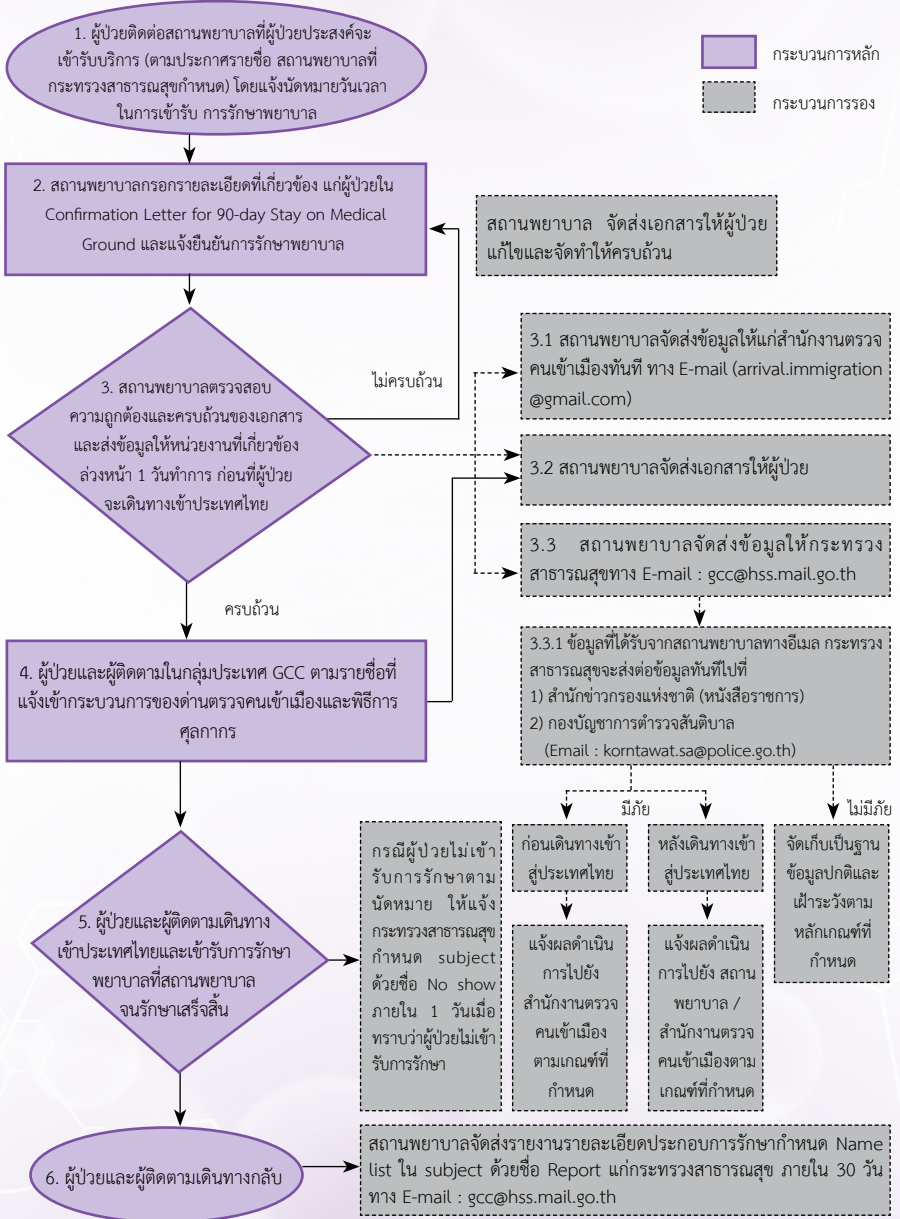 1. ผู้ป่วยติดต่อสถานพยาบาลที่ผู้ป่วยประสงค์จะ
เข้ารับบริการ (ตามประกาศรายชื่อ สถานพยาบาลที่
กระทรวงสาธารณสุขกำหนด) โดยแจ้งนัดหมายวันเวลา
ในการเข้ารับ การรักษาพยาบาล
กระบวนการหลัก
กระบวนการรอง
2. สถานพยาบาลกรอกรายละเอียดที่เกี่ยวข้อง แก่ผู้ป่วยใน
Confirmation Letter for 90-day Stay on Medical
Ground และแจ้งยืนยันการรักษาพยาบาล
สถานพยาบาล จัดส่งเอกสารให้ผู้ป่วย
แก้ไขและจัดทำให้ครบถ้วน
3. สถานพยาบาลตรวจสอบ
ความถูกต้องและครบถ้วนของเอกสาร
และส่งข้อมูลให้หน่วยงานที่เกี่ยวข้อง
ล่วงหน้า 1 วันทำการ ก่อนที่ผู้ป่วย
จะเดินทางเข้าประเทศไทย
ไม่ครบถ้วน
ครบถ้วน
3.1 สถานพยาบาลจัดส่งข้อมูลให้แก่สำนักงานตรวจ
คนเข้าเมืองทันที ทาง E-mail (arrival.immigration
@gmail.com)
3.2 สถานพยาบาลจัดส่งเอกสารให้ผู้ป่วย
3.3 สถานพยาบาลจัดส่งข้อมูลให้กระทรวง
สาธารณสุขทาง E-mail : gcc@hss.mail.go.th
3.3.1 ข้อมูลที่ได้รับจากสถานพยาบาลทางอีเมล กระทรวง
สาธารณสุขจะส่งต่อข้อมูลทันทีไปที่
1) สำนักข่าวกรองแห่งชาติ (หนังสือราชการ)
2) กองบัญชาการตำรวจสันติบาล
(Email : korntawat.sa@police.go.th)
4. ผู้ป่วยและผู้ติดตามในกลุ่มประเทศ GCC ตามรายชื่อที่
แจ้งเข้ากระบวนการของด่านตรวจคนเข้าเมืองและพิธีการ
ศุลกากร
มีภัย
ไม่มีภัย
ก่อนเดินทางเข้า
สู่ประเทศไทย
หลังเดินทางเข้า
สู่ประเทศไทย
จัดเก็บเป็นฐาน
ข้อมูลปกติและ
เฝ้าระวังตาม
หลักเกณฑ์ที่
กำหนด
แจ้งผลดำเนิน
การไปยัง
สำนักงานตรวจ
คนเข้าเมือง
ตามเกณฑ์ที่
กำหนด
แจ้งผลดำเนิน
การไปยัง สถาน
พยาบาล /
สำนักงานตรวจ
คนเข้าเมืองตาม
เกณฑ์ที่กำหนด
5. ผู้ป่วยและผู้ติดตามเดินทาง
เข้าประเทศไทยและเข้ารับการรักษา
พยาบาลที่สถานพยาบาล
จนรักษาเสร็จสิ้น
กรณีผู้ป่วยไม่เข้า
รับการรักษาตาม
นัดหมาย ให้แจ้ง
กระทรวงสาธารณสุข
กำหนด subject
ด้วยชื่อ No show
ภายใน 1 วันเมื่อ
ทราบว่าผู้ป่วยไม่เข้า
รับการรักษา
6. ผู้ป่วยและผู้ติดตามเดินทางกลับ
สถานพยาบาลจัดส่งรายงานรายละเอียดประกอบการรักษากำหนด Name
list ใน subject ด้วยชื่อ Report แก่กระทรวงสาธารณสุข ภายใน 30 วัน
ทาง E-mail : gcc@hss.mail.go.th